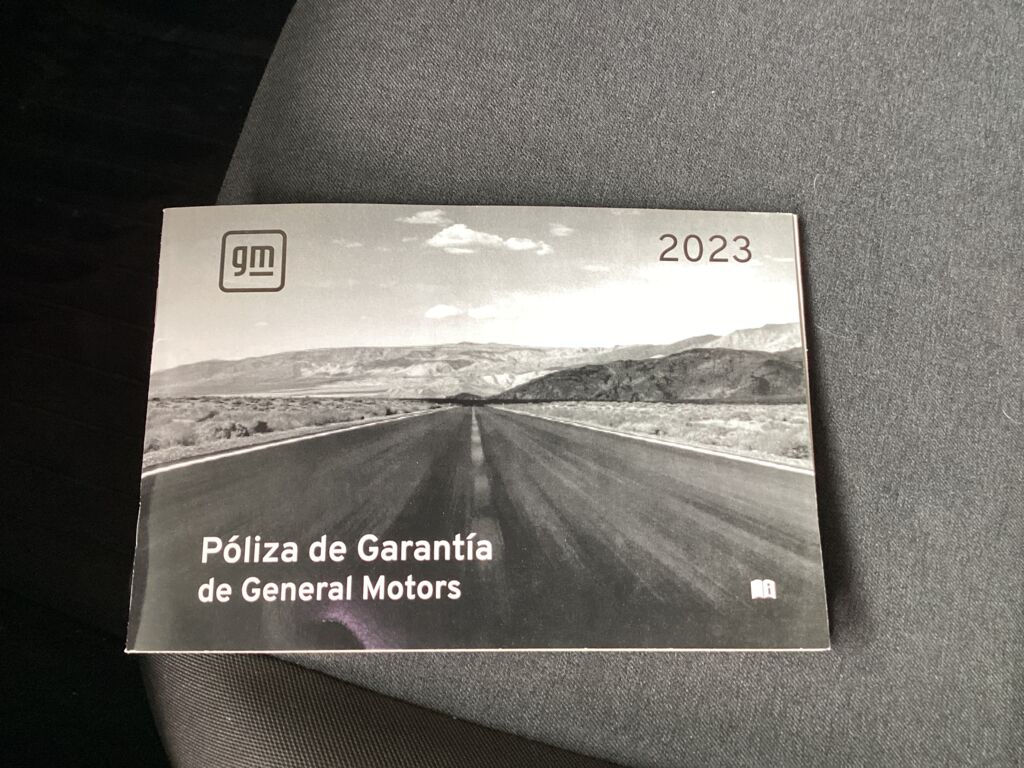 gm
2023
Póliza de Garantía
de General Motors